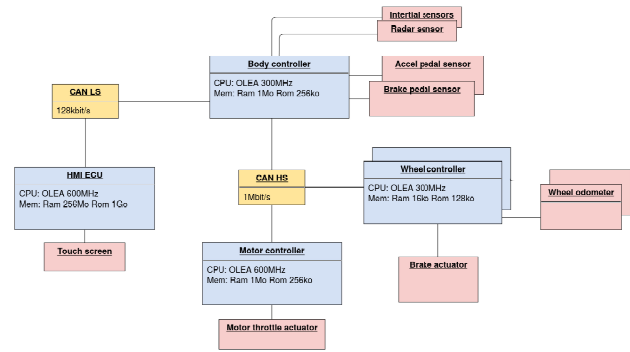 Intertial sensors
Radar sensor
Body controller
CPU: OLEA 300MHz
Mem: Ram 1Mo Rom 256ko
Accel pedal sensor
Brake pedal sensor
CAN LS
128kbit/s
HMI ECU
CPU: OLEA 600MHz
Mem: Ram 256Mo Rom 1Go
Touch screen
CAN HS
1Mbit/s
Wheel controller
CPU: OLEA 300MHz
Mem: Ram 16ko Rom 128ko
Wheel odometer
Motor controller
CPU: OLEA 600MHz
Mem: Ram 1Mo Rom 256ko
Brake actuator
Motor throttle actuator